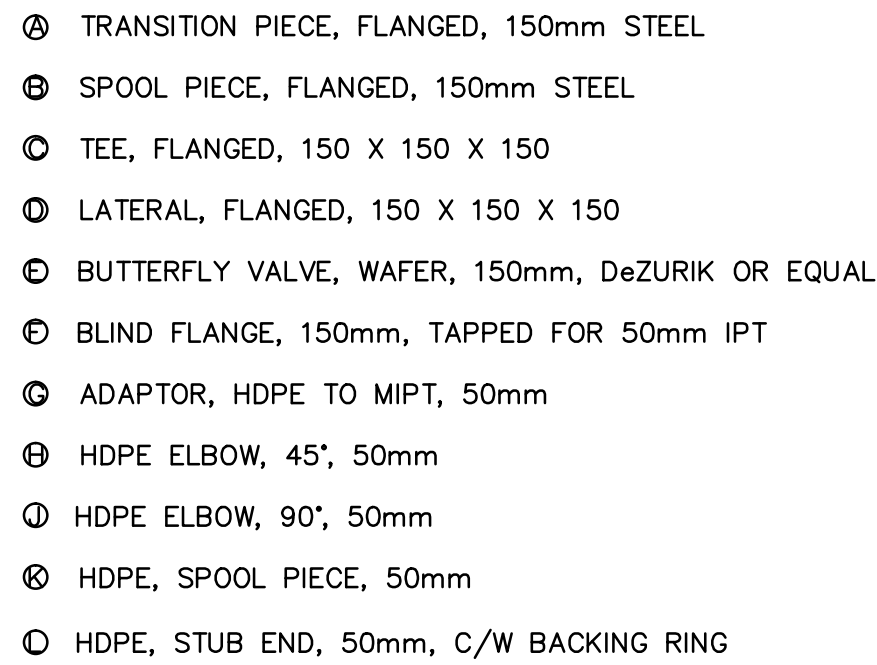 Ⓐ TRANSITION PIECE, FLANGED, 150mm STEEL
Ⓑ SPOOL PIECE, FLANGED, 150mm STEEL
Ⓒ TEE, FLANGED, 150 X 150 X 150
Ⓓ LATERAL, FLANGED, 150 X 150 X 150
Ⓔ BUTTERFLY VALVE, WAFER, 150mm, DeZURIK OR EQUAL
Ⓕ BLIND FLANGE, 150mm, TAPPED FOR 50mm IPT
Ⓖ ADAPTOR, HDPE TO MIPT, 50mm
Ⓗ HDPE ELBOW, 45°, 50mm
Ⓙ HDPE ELBOW, 90°, 50mm
Ⓚ HDPE, SPOOL PIECE, 50mm
Ⓛ HDPE, STUB END, 50mm, C/W BACKING RING